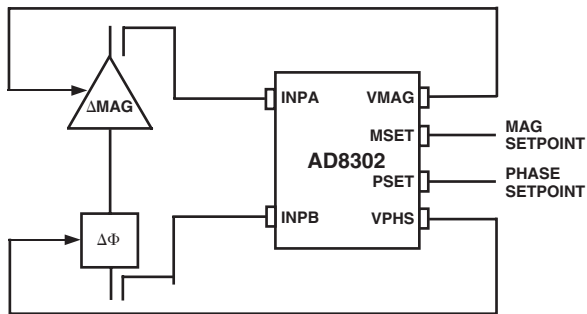 ΔMAG
INPA
VMAG
MSET
MAG
SETPOINT
AD8302
PSET
PHASE
SETPOINT
ΔΦ
INPB
VPHS